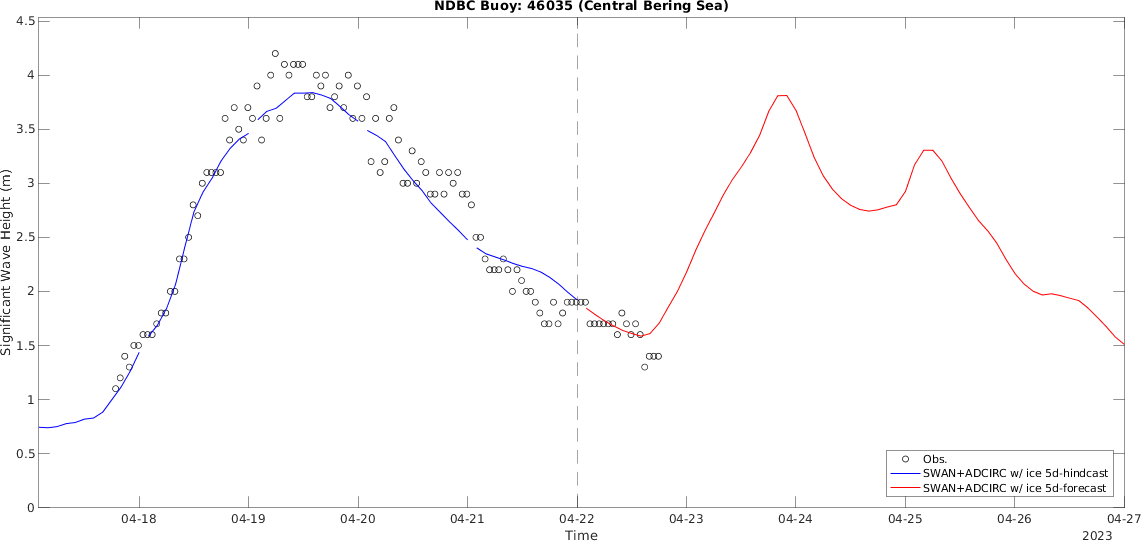 NDBC Buoy: 46035 (Central Bering Sea)
4.5
4
3.5
3
2.5
2
1.5
1
0.5
0
Significant Wave Height (m)
Obs.
SWAN+ADCIRC w/ ice 5d-hindcast
SWAN+ADCIRC w/ ice 5d-forecast
04-18 04-19 04-20 04-21 04-22 04-23 04-24 04-25 04-26 04-27
Time
2023